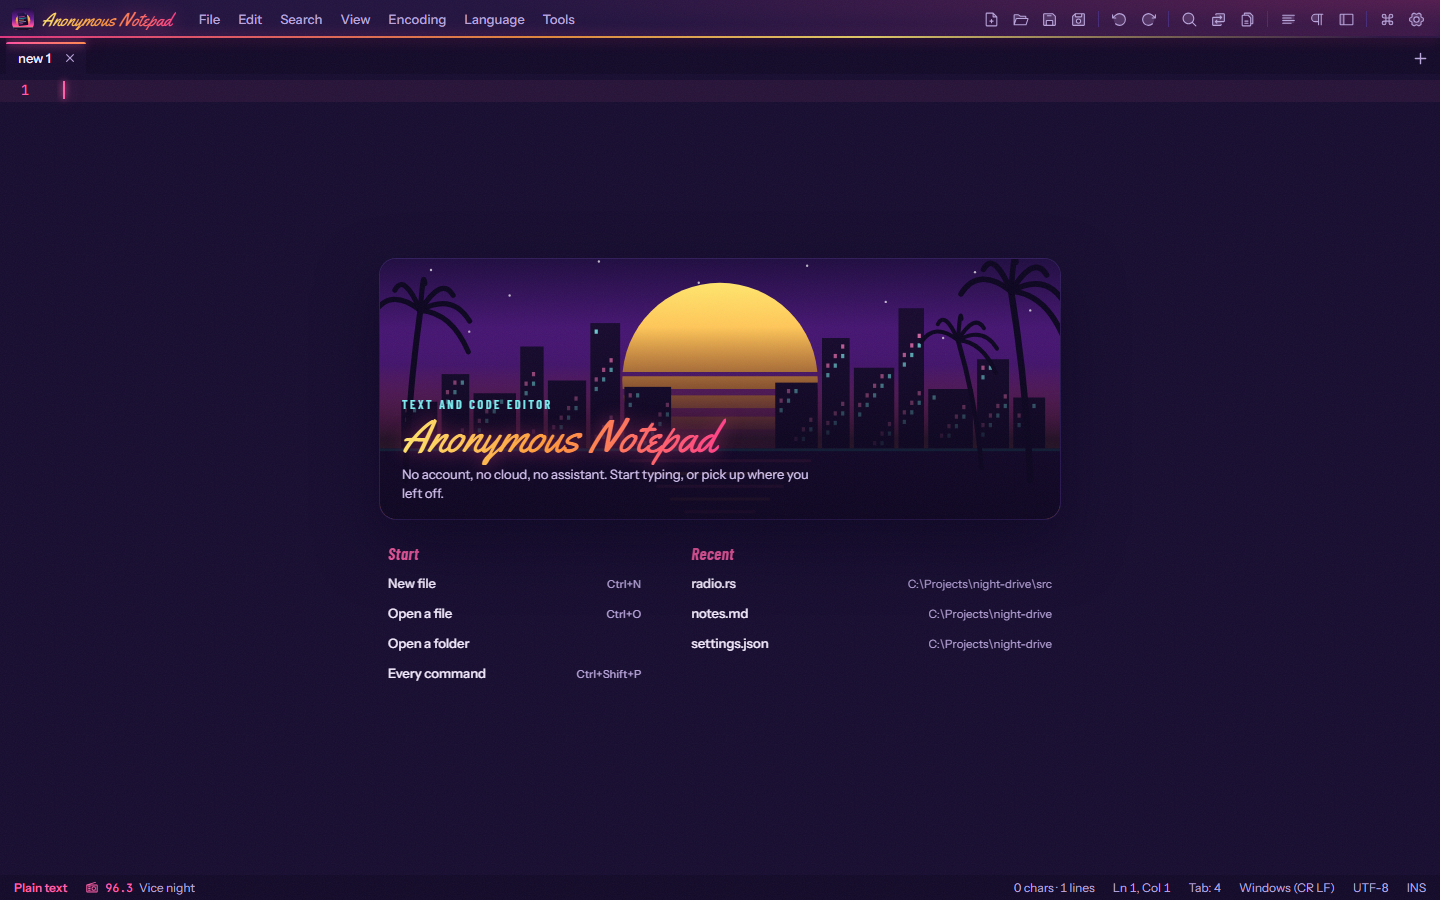 Anonymous Notepad File Edit Search View Encoding Language Tools
new 1
1
TEXT AND CODE EDITOR
Anonymous Notepad
No account, no cloud, no assistant. Start typing, or pick up where you
left off.
Start
New file Ctrl+N
Open a file Ctrl+O
Open a folder
Every command Ctrl+Shift+P
Recent
radio.rs C:\Projects\night-drive\src
notes.md C:\Projects\night-drive
settings.json C:\Projects\night-drive
Plain text 96.3 Vice night 0 chars · 1 lines Ln 1, Col 1 Tab: 4 Windows (CR LF) UTF-8 INS